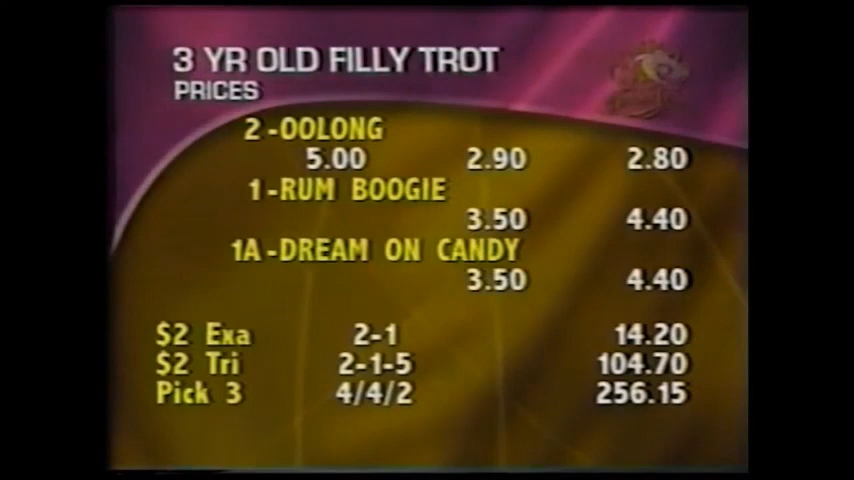 3 YR OLD FILLY TROT
PRICES
2-OOLONG
5.00 2.90 2.80
1-RUM BOOGIE
3.50 4.40
1A-DREAM ON CANDY
3.50 4.40
$2 Exa 2-1 14.20
$2 Tri 2-1-5 104.70
Pick 3 4/4/2 256.15